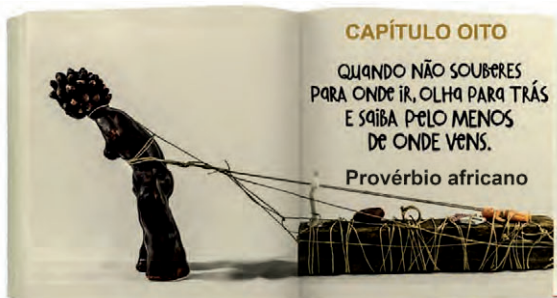 CAPÍTULO OITO
QUANDO NÃO SOUBERES
PARA ONDE IR, OLHA PARA TRÁS
E SAIBA PELO MENOS
DE ONDE VENS.
Provérbio africano